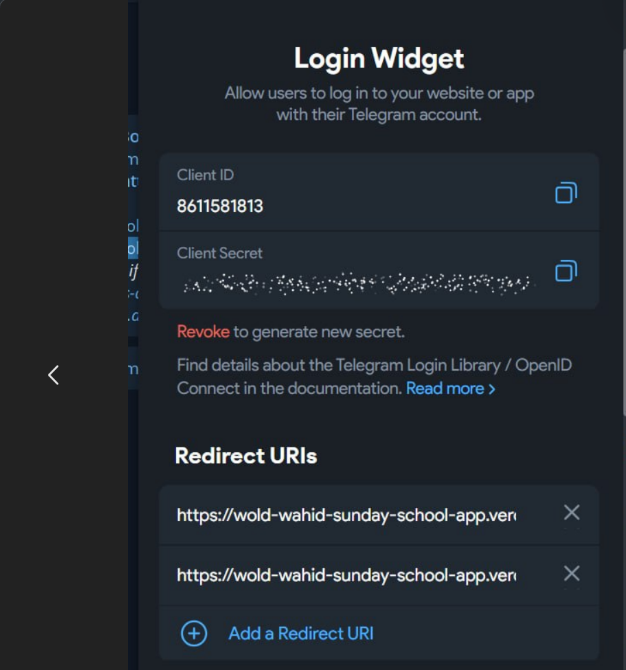 Login Widget
Allow users to log in to your website or app
with their Telegram account.
Client ID
8611581813
Client Secret
Revoke to generate new secret.
Find details about the Telegram Login Library / OpenID
Connect in the documentation. Read more >
Redirect URIs
https://wold-wahid-sunday-school-app.ver
https://wold-wahid-sunday-school-app.ver
Add a Redirect URI